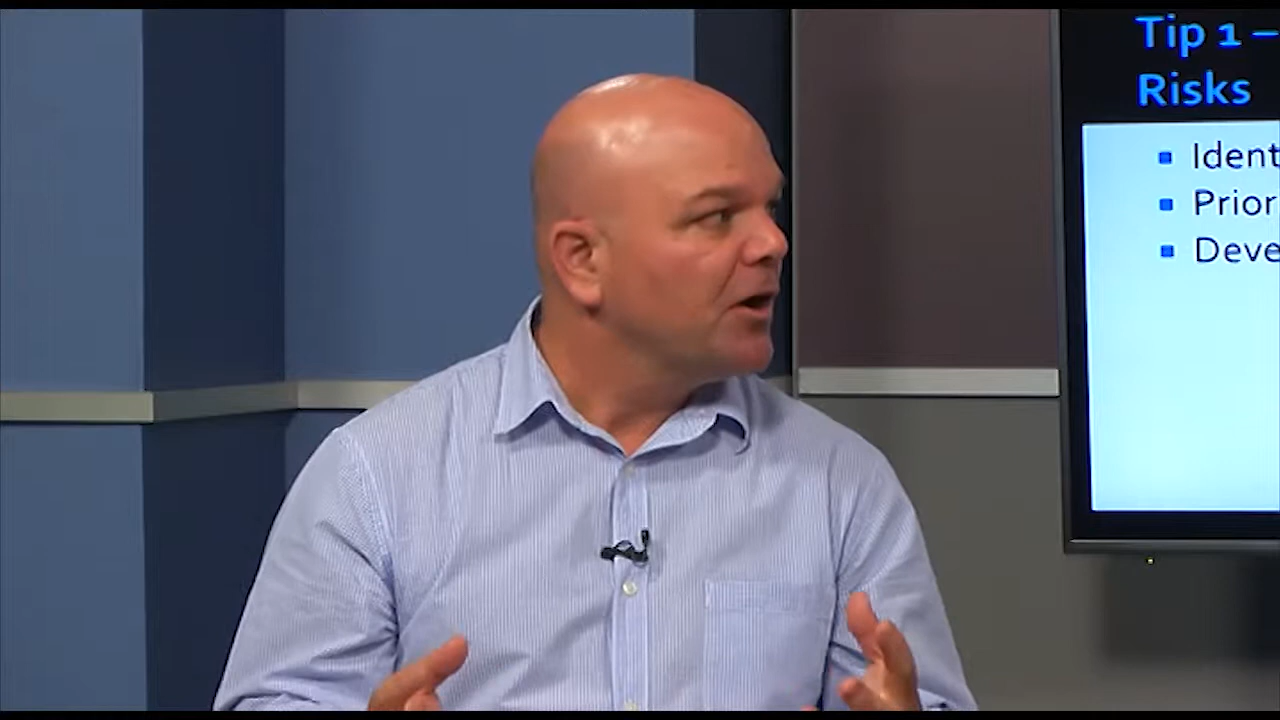 Tip 1 –
Risks
▪ Ident
▪ Prior
▪ Deve